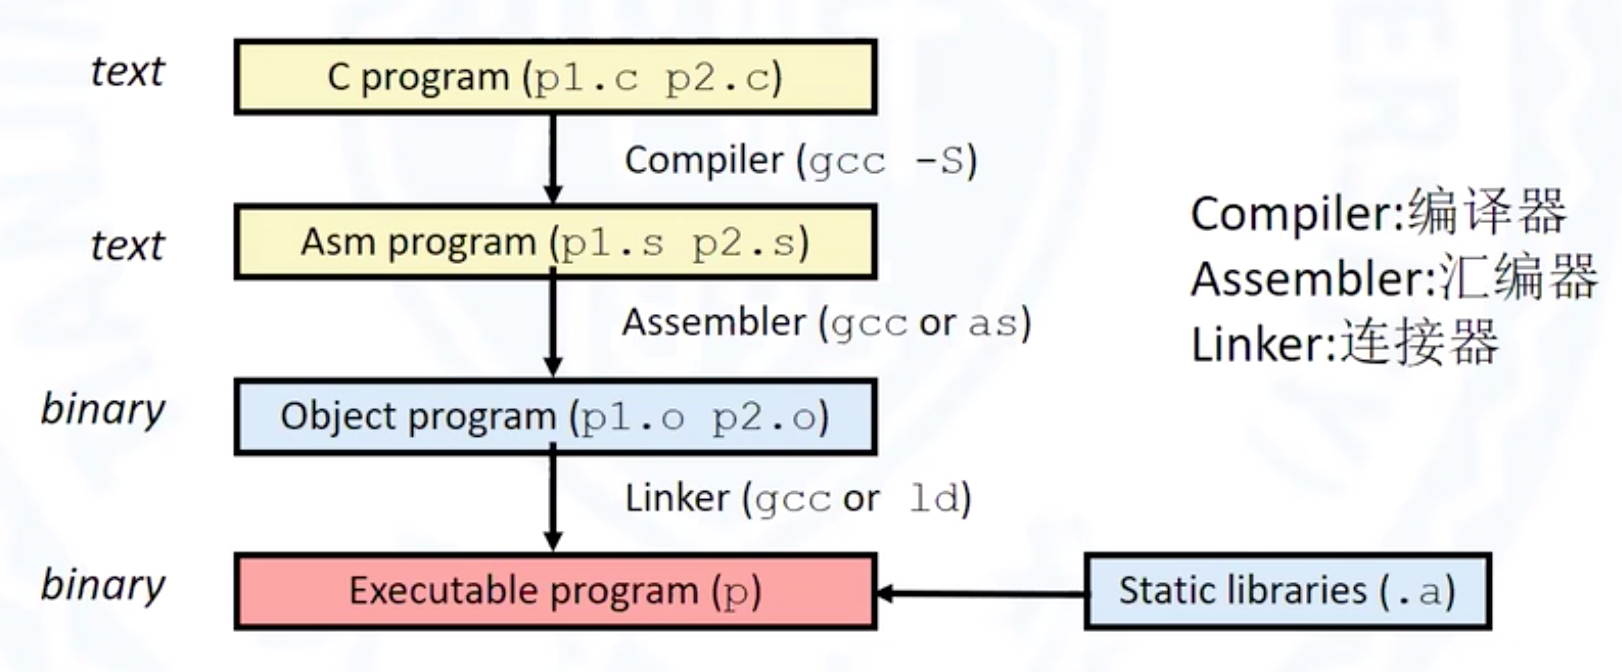 text
C program (p1.c p2.c)
Compiler (gcc -S)
text
Asm program (p1.s p2.s)
Assembler (gcc or as)
binary
Object program (p1.o p2.o)
Linker (gcc or ld)
binary
Executable program (p)
Static libraries (.a)
Compiler:编译器
Assembler:汇编器
Linker:连接器